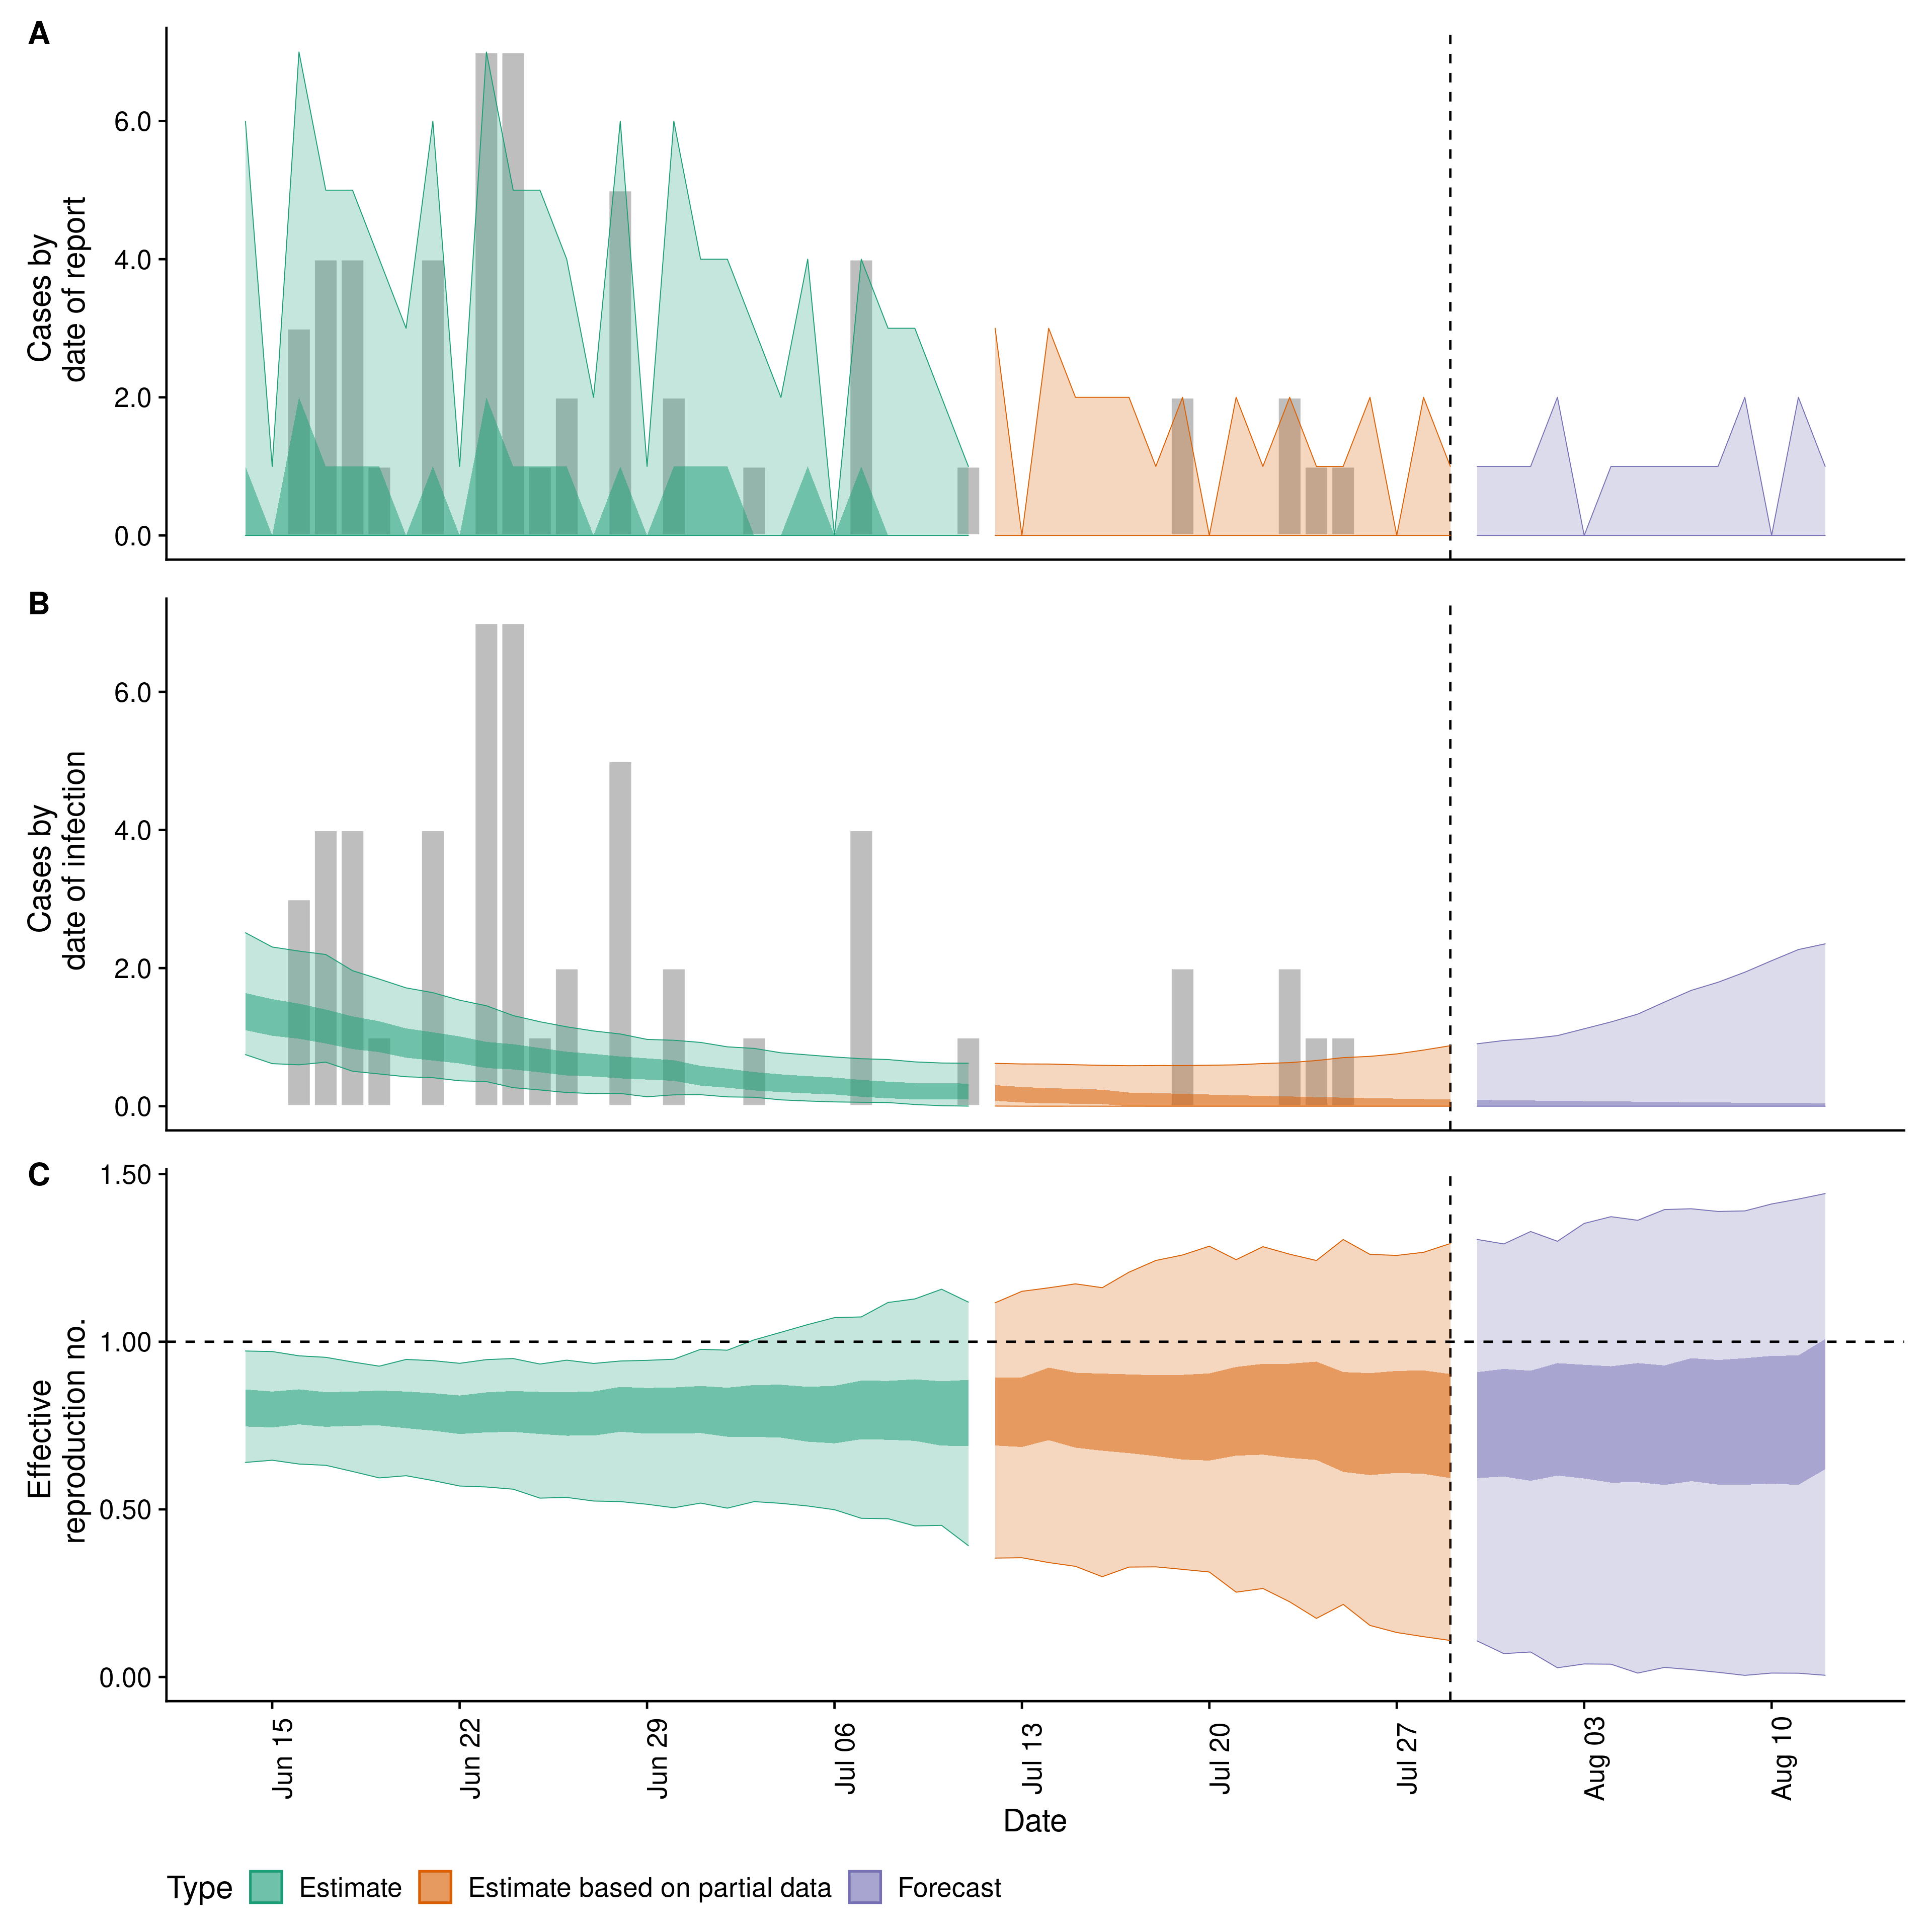 A
Cases by
date of report
6.0
4.0
2.0
0.0
B
Cases by
date of infection
6.0
4.0
2.0
0.0
C
Effective
reproduction no.
1.50
1.00
0.50
0.00
Jun 15
Jun 22
Jun 29
Jul 06
Jul 13
Jul 20
Jul 27
Aug 03
Aug 10
Date
Type Estimate Estimate based on partial data Forecast